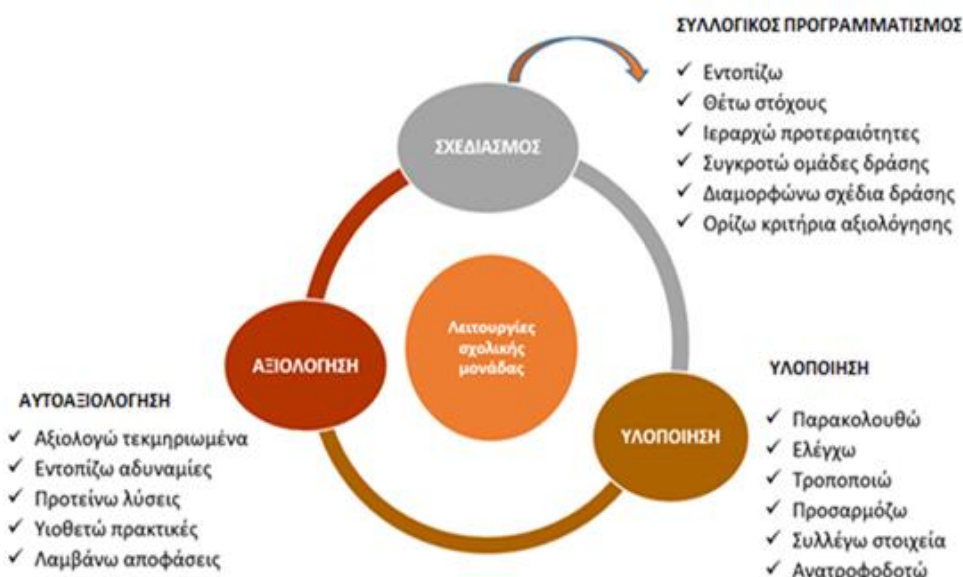 ΣΥΛΛΟΓΙΚΟΣ ΠΡΟΓΡΑΜΜΑΤΙΣΜΟΣ
✓ Εντοπίζω
✓ Θέτω στόχους
✓ Ιεραρχώ προτεραιότητες
✓ Συγκροτώ ομάδες δράσης
✓ Διαμορφώνω σχέδια δράσης
✓ Ορίζω κριτήρια αξιολόγησης
ΣΧΕΔΙΑΣΜΟΣ
Λειτουργίες
σχολικής
μονάδας
ΑΞΙΟΛΟΓΗΣΗ
ΥΛΟΠΟΙΗΣΗ
ΑΥΤΟΑΞΙΟΛΟΓΗΣΗ
✓ Αξιολογώ τεκμηριωμένα
✓ Εντοπίζω αδυναμίες
✓ Προτείνω λύσεις
✓ Υιοθετώ πρακτικές
✓ Λαμβάνω αποφάσεις
ΥΛΟΠΟΙΗΣΗ
✓ Παρακολουθώ
✓ Ελέγχω
✓ Τροποποιώ
✓ Προσαρμόζω
✓ Συλλέγω στοιχεία
✓ Ανατροφοδοτώ